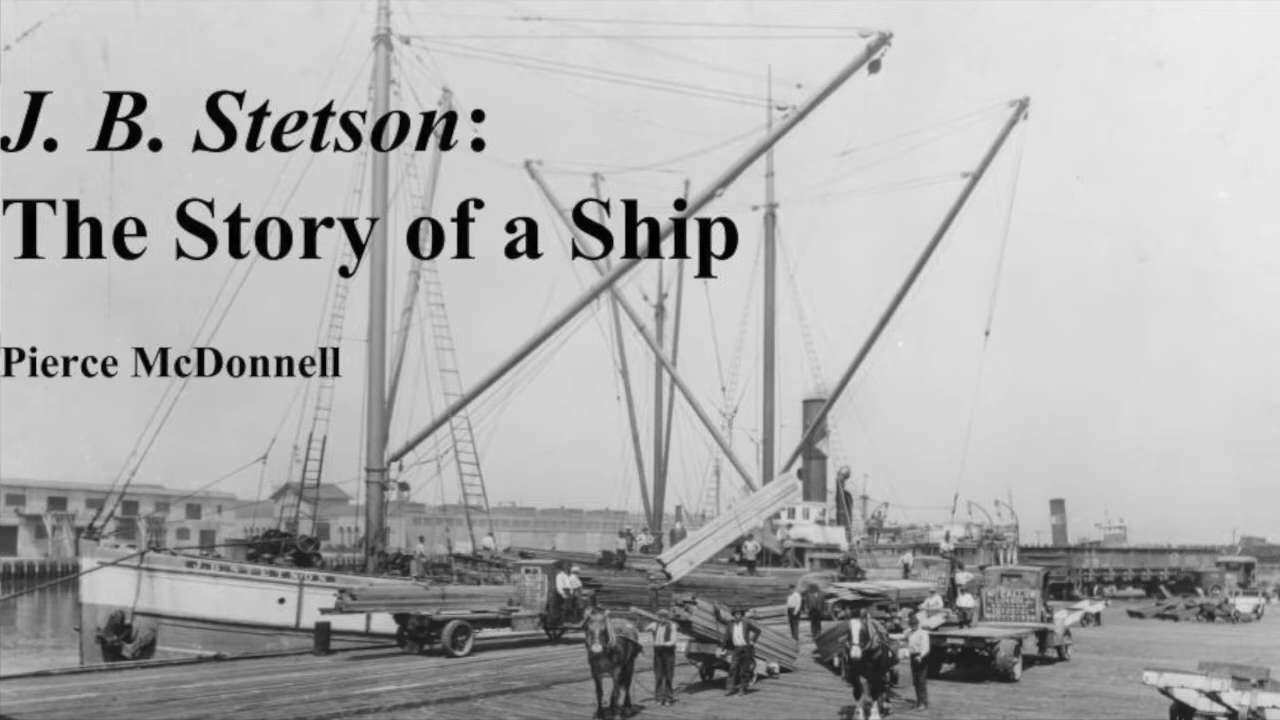 J. B. Stetson:
The Story of a Ship
Pierce McDonnell